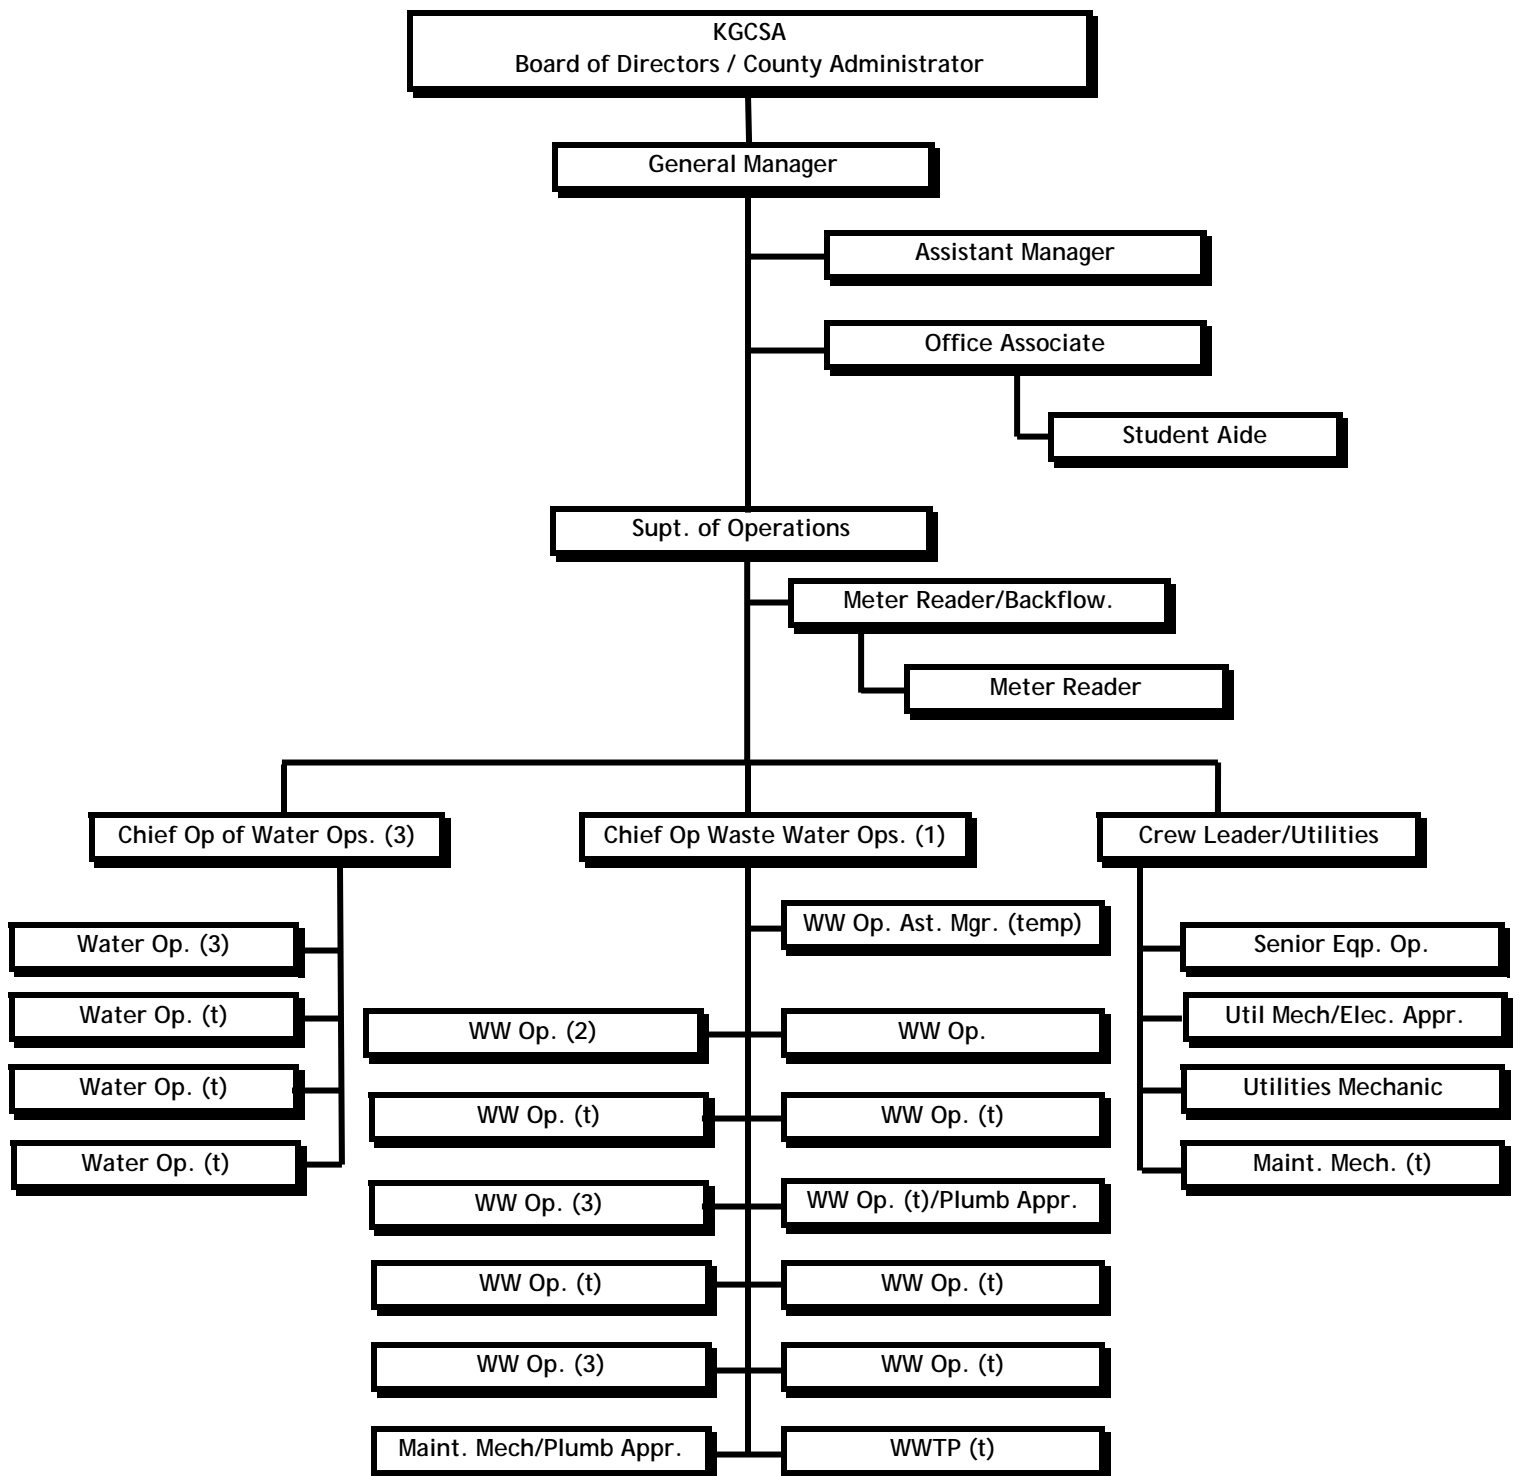 KGCSA
Board of Directors / County Administrator
General Manager
Assistant Manager
Office Associate
Student Aide
Supt. of Operations
Meter Reader/Backflow.
Meter Reader
Chief Op of Water Ops. (3)
Chief Op Waste Water Ops. (1)
Crew Leader/Utilities
Water Op. (3)
Water Op. (t)
Water Op. (t)
Water Op. (t)
WW Op. Ast. Mgr. (temp)
WW Op. (2)
WW Op.
WW Op. (t)
WW Op. (t)
WW Op. (3)
WW Op. (t)/Plumb Appr.
WW Op. (t)
WW Op. (t)
WW Op. (3)
WW Op. (t)
Maint. Mech/Plumb Appr.
WWTP (t)
Senior Eqp. Op.
Util Mech/Elec. Appr.
Utilities Mechanic
Maint. Mech. (t)